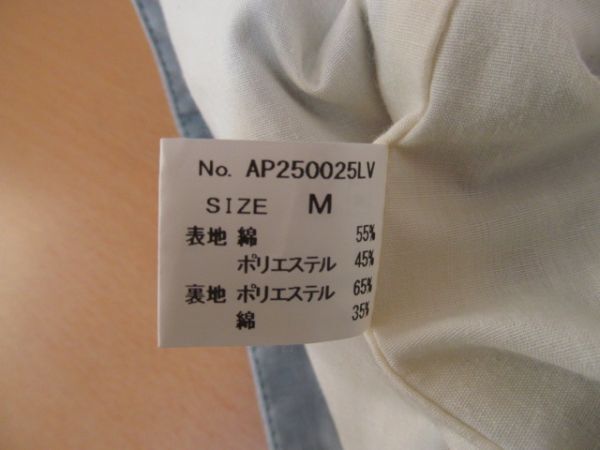 No. AP250025LV
SIZE M
表地 綿 55%
ポリエステル 45%
裏地 ポリエステル 65%
綿 35%